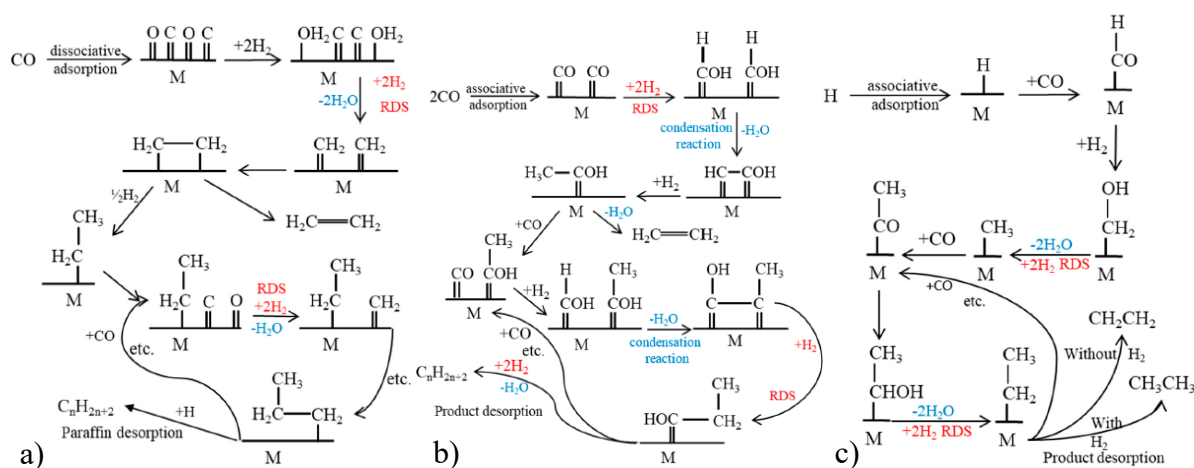 O C O C
CO
dissociative
adsorption
M
+2H₂
OH₂ C C OH₂
M
-2H₂O
+2H₂
RDS
H₂C CH₂
M
CH₂ CH₂
M
½H₂
H₂C CH₂
CH₃
H₂C
M
CH₃
H₂C C O
M
RDS
+2H₂
-H₂O
CH₃
H₂C CH₂
M
+CO
etc.
etc.
CH₃
H₂C CH₂
M
CₙH₂ₙ₊₂
+H
Paraffin desorption
a)
2CO
associative
adsorption
CO CO
M
+2H₂
RDS
H H
COH COH
M
condensation
reaction
-H₂O
H₃C COH
M
+H₂
HC COH
M
-H₂O
H₂C CH₂
+CO
CH₃
CO COH
M
+H₂
H CH₃
COH COH
M
-H₂O
condensation
reaction
OH CH₃
C C
M
+H₂
RDS
+CO
etc.
CₙH₂ₙ₊₂
+2H₂
-H₂O
Product desorption
CH₃
HO C CH₂
M
b)
H
associative
adsorption
H
M
+CO
H
CO
M
+H₂
OH
CH₂
M
-2H₂O
+2H₂ RDS
CH₃
M
+CO
CH₃
CO
M
+CO
etc.
CH₃
CHOH
M
-2H₂O
+2H₂ RDS
CH₃
CH₂
M
Without H₂
CH₂CH₂
With
H₂
CH₃CH₃
Product desorption
c)